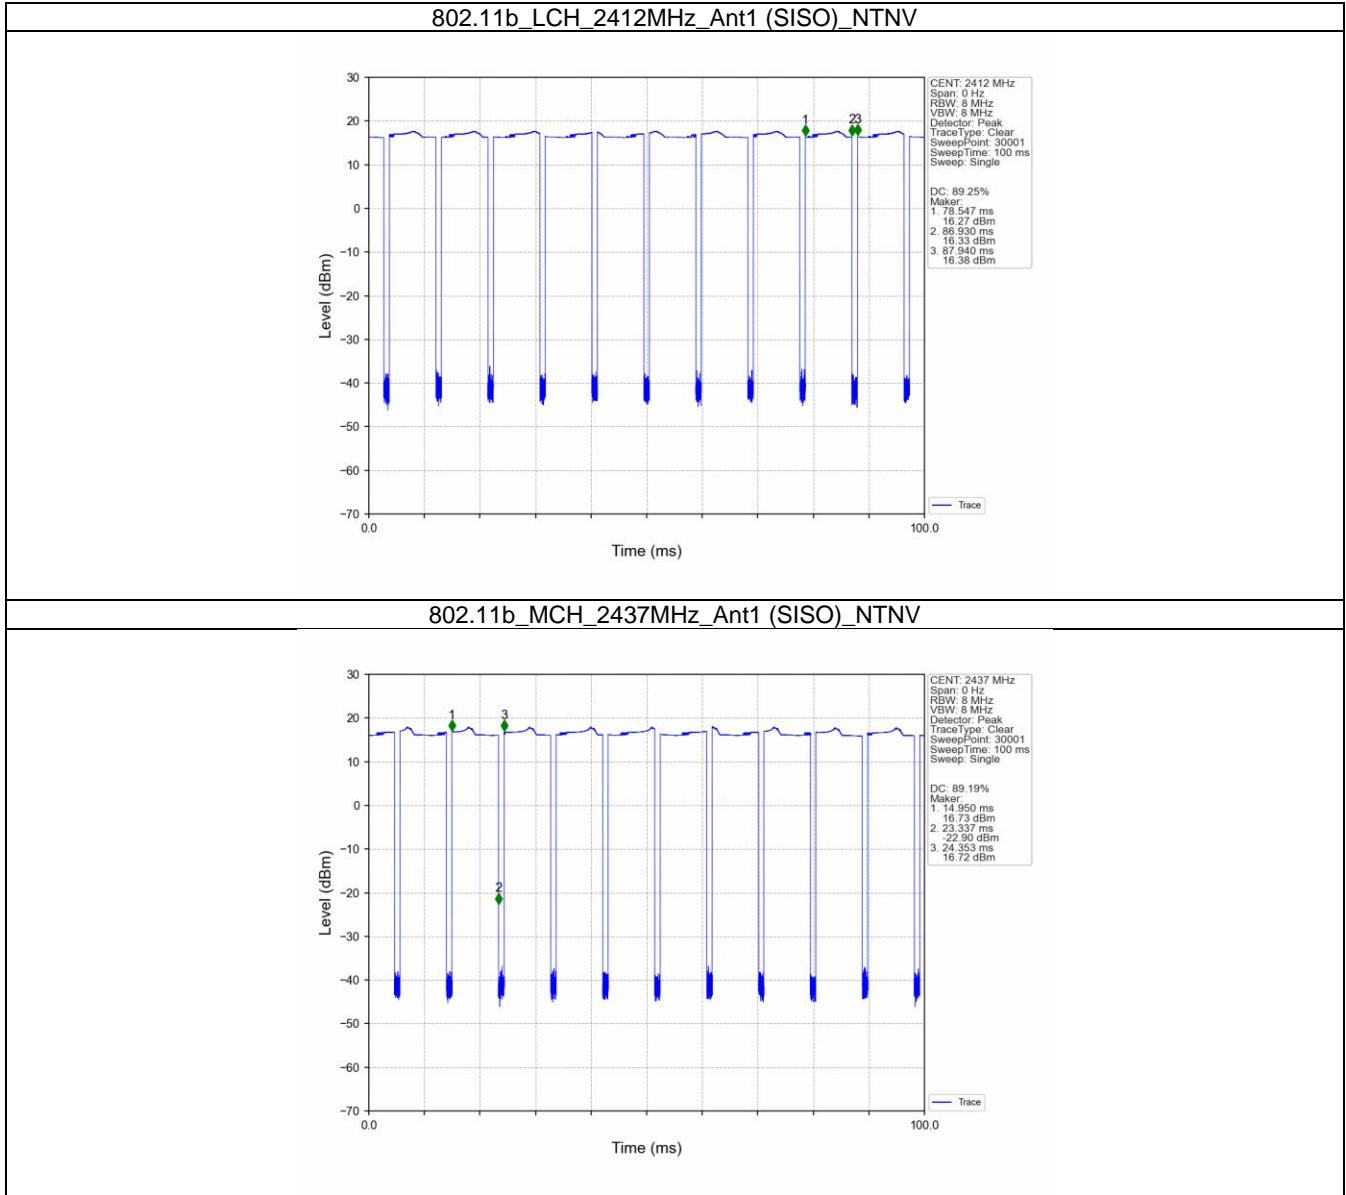 802.11b_LCH_2412MHz_Ant1 (SISO)_NTNV
30
20
10
0
−10
−20
−30
−40
−50
−60
−70
Level (dBm)
0.0
100.0
Time (ms)
1
2
3
CENT: 2412 MHz
Span: 0 Hz
RBW: 8 MHz
VBW: 8 MHz
Detector: Peak
TraceType: Clear
SweepPoint: 30001
SweepTime: 100 ms
Sweep: Single
DC: 89.25%
Maker:
1. 78.547 ms
16.27 dBm
2. 86.930 ms
16.33 dBm
3. 87.940 ms
16.38 dBm
Trace
802.11b_MCH_2437MHz_Ant1 (SISO)_NTNV
30
20
10
0
−10
−20
−30
−40
−50
−60
−70
Level (dBm)
0.0
100.0
Time (ms)
1
3
2
CENT: 2437 MHz
Span: 0 Hz
RBW: 8 MHz
VBW: 8 MHz
Detector: Peak
TraceType: Clear
SweepPoint: 30001
SweepTime: 100 ms
Sweep: Single
DC: 89.19%
Maker:
1. 14.950 ms
16.73 dBm
2. 23.337 ms
-22.90 dBm
3. 24.353 ms
16.72 dBm
Trace